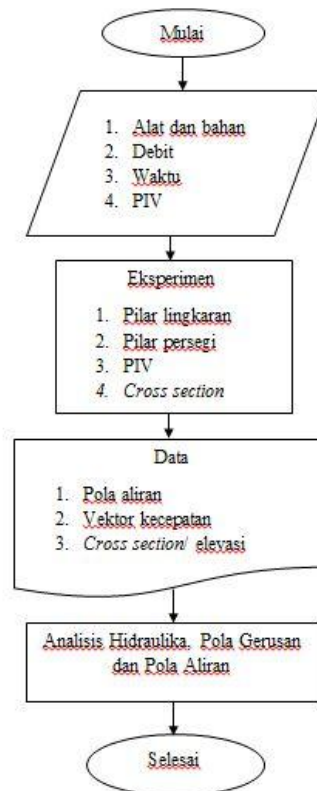 Mulai
1. Alat dan bahan
2. Debit
3. Waktu
4. PIV
Eksperimen
1. Pilar lingkaran
2. Pilar persegi
3. PIV
4. Cross section
Data
1. Pola aliran
2. Vektor kecepatan
3. Cross section/ elevasi
Analisis Hidraulika, Pola Gerusan
dan Pola Aliran
Selesai